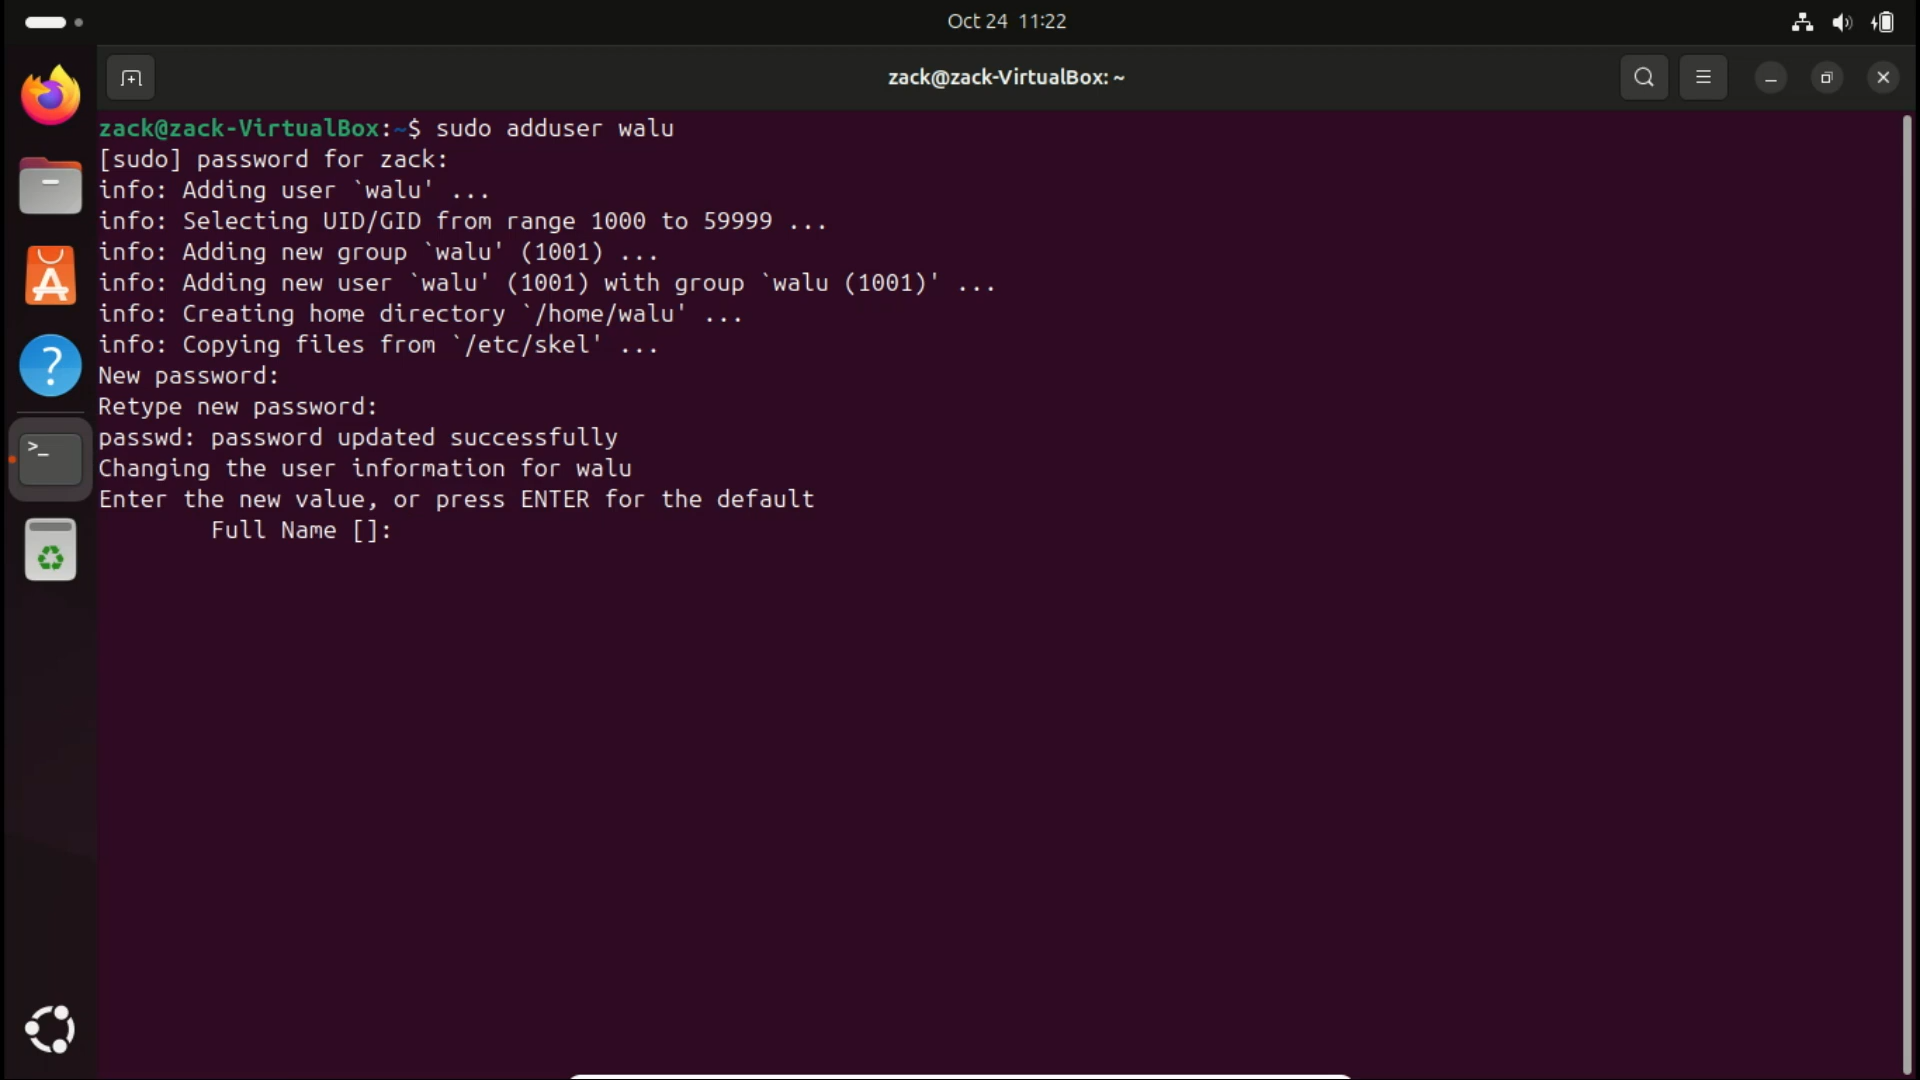 Oct 24 11:22
zack@zack-VirtualBox: ~
zack@zack-VirtualBox:~$ sudo adduser walu
[sudo] password for zack:
info: Adding user `walu' ...
info: Selecting UID/GID from range 1000 to 59999 ...
info: Adding new group `walu' (1001) ...
info: Adding new user `walu' (1001) with group `walu (1001)' ...
info: Creating home directory `/home/walu' ...
info: Copying files from `/etc/skel' ...
New password:
Retype new password:
passwd: password updated successfully
Changing the user information for walu
Enter the new value, or press ENTER for the default
        Full Name []: